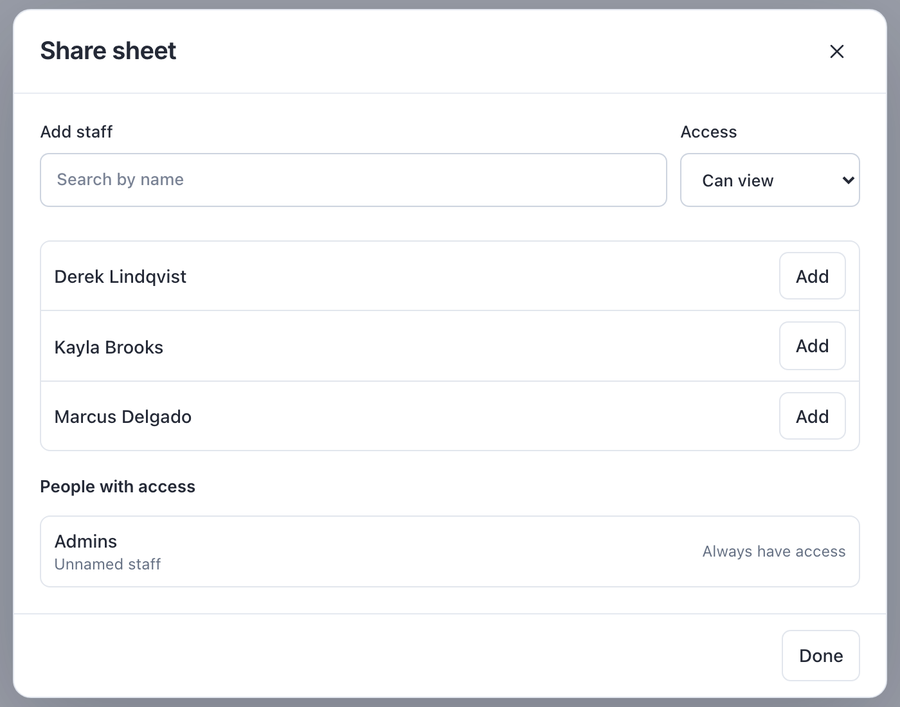 Share sheet
Add staff
Access
Search by name
Can view
Derek Lindqvist
Add
Kayla Brooks
Add
Marcus Delgado
Add
People with access
Admins
Unnamed staff
Always have access
Done